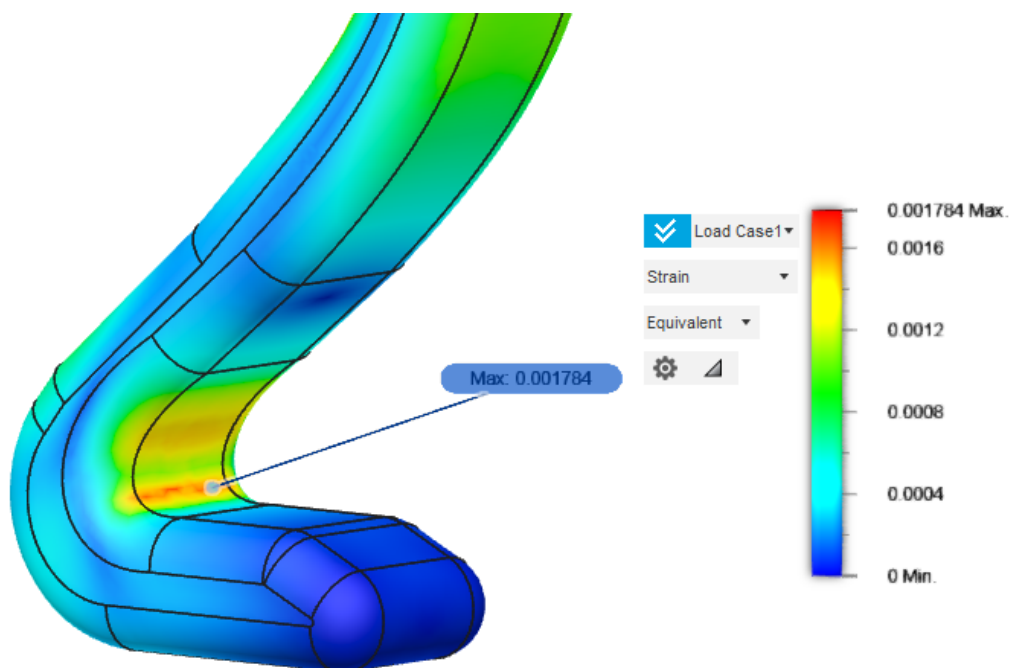 0.001784 Max.
Load Case1
0.0016
Strain
Equivalent
0.0012
Max: 0.001784
0.0008
0.0004
0 Min.